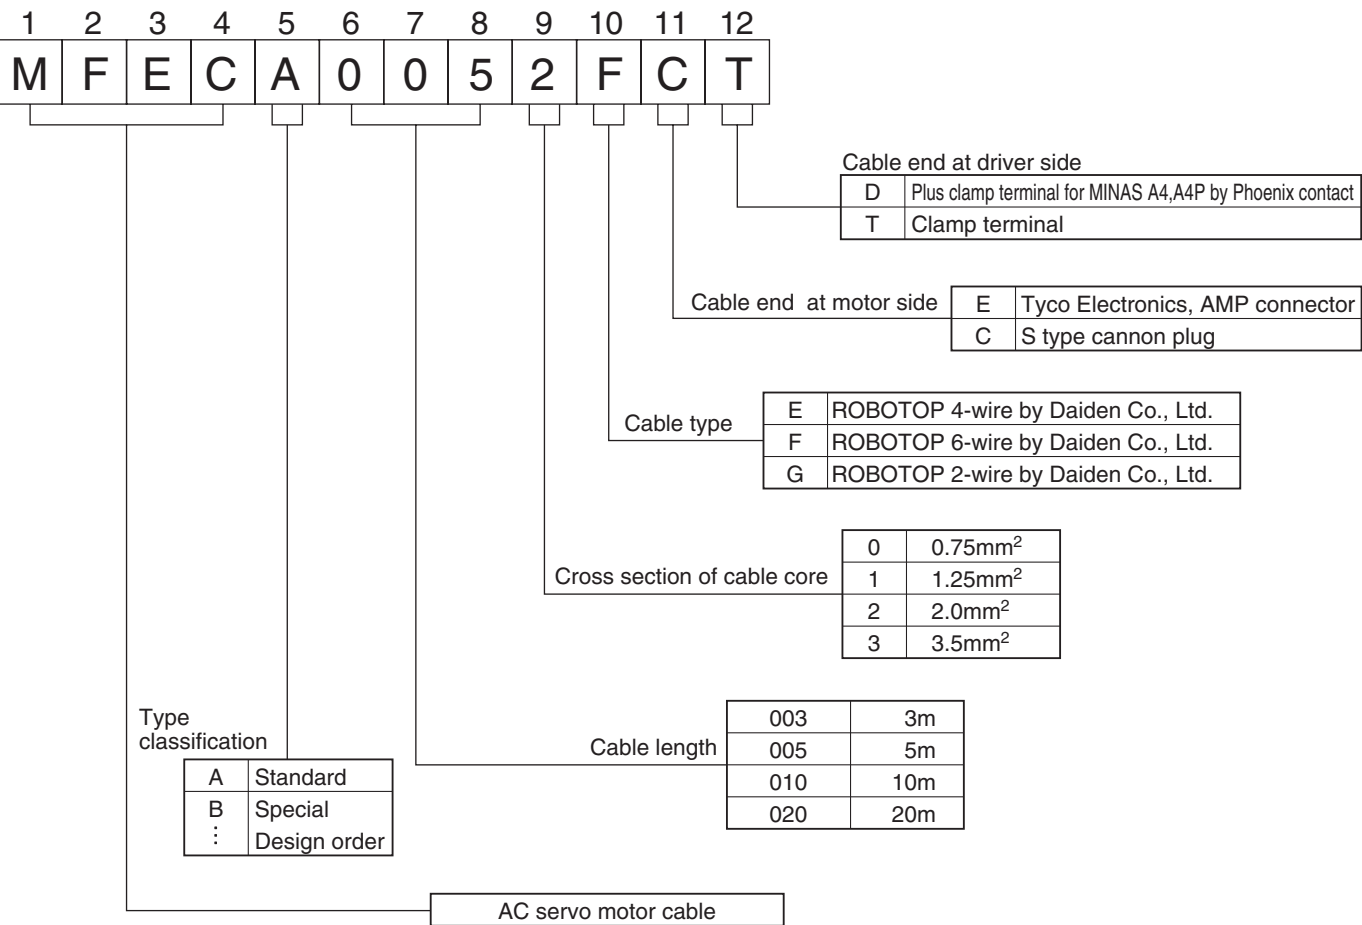 1 2 3 4 5 6 7 8 9 10 11 12
M F E C A 0 0 5 2 F C T
Cable end at driver side
D Plus clamp terminal for MINAS A4,A4P by Phoenix contact
T Clamp terminal
Cable end at motor side
E Tyco Electronics, AMP connector
C S type cannon plug
Cable type
E ROBOTOP 4-wire by Daiden Co., Ltd.
F ROBOTOP 6-wire by Daiden Co., Ltd.
G ROBOTOP 2-wire by Daiden Co., Ltd.
Cross section of cable core
0 0.75mm²
1 1.25mm²
2 2.0mm²
3 3.5mm²
Cable length
003 3m
005 5m
010 10m
020 20m
Type
classification
A Standard
B Special
⋮ Design order
AC servo motor cable